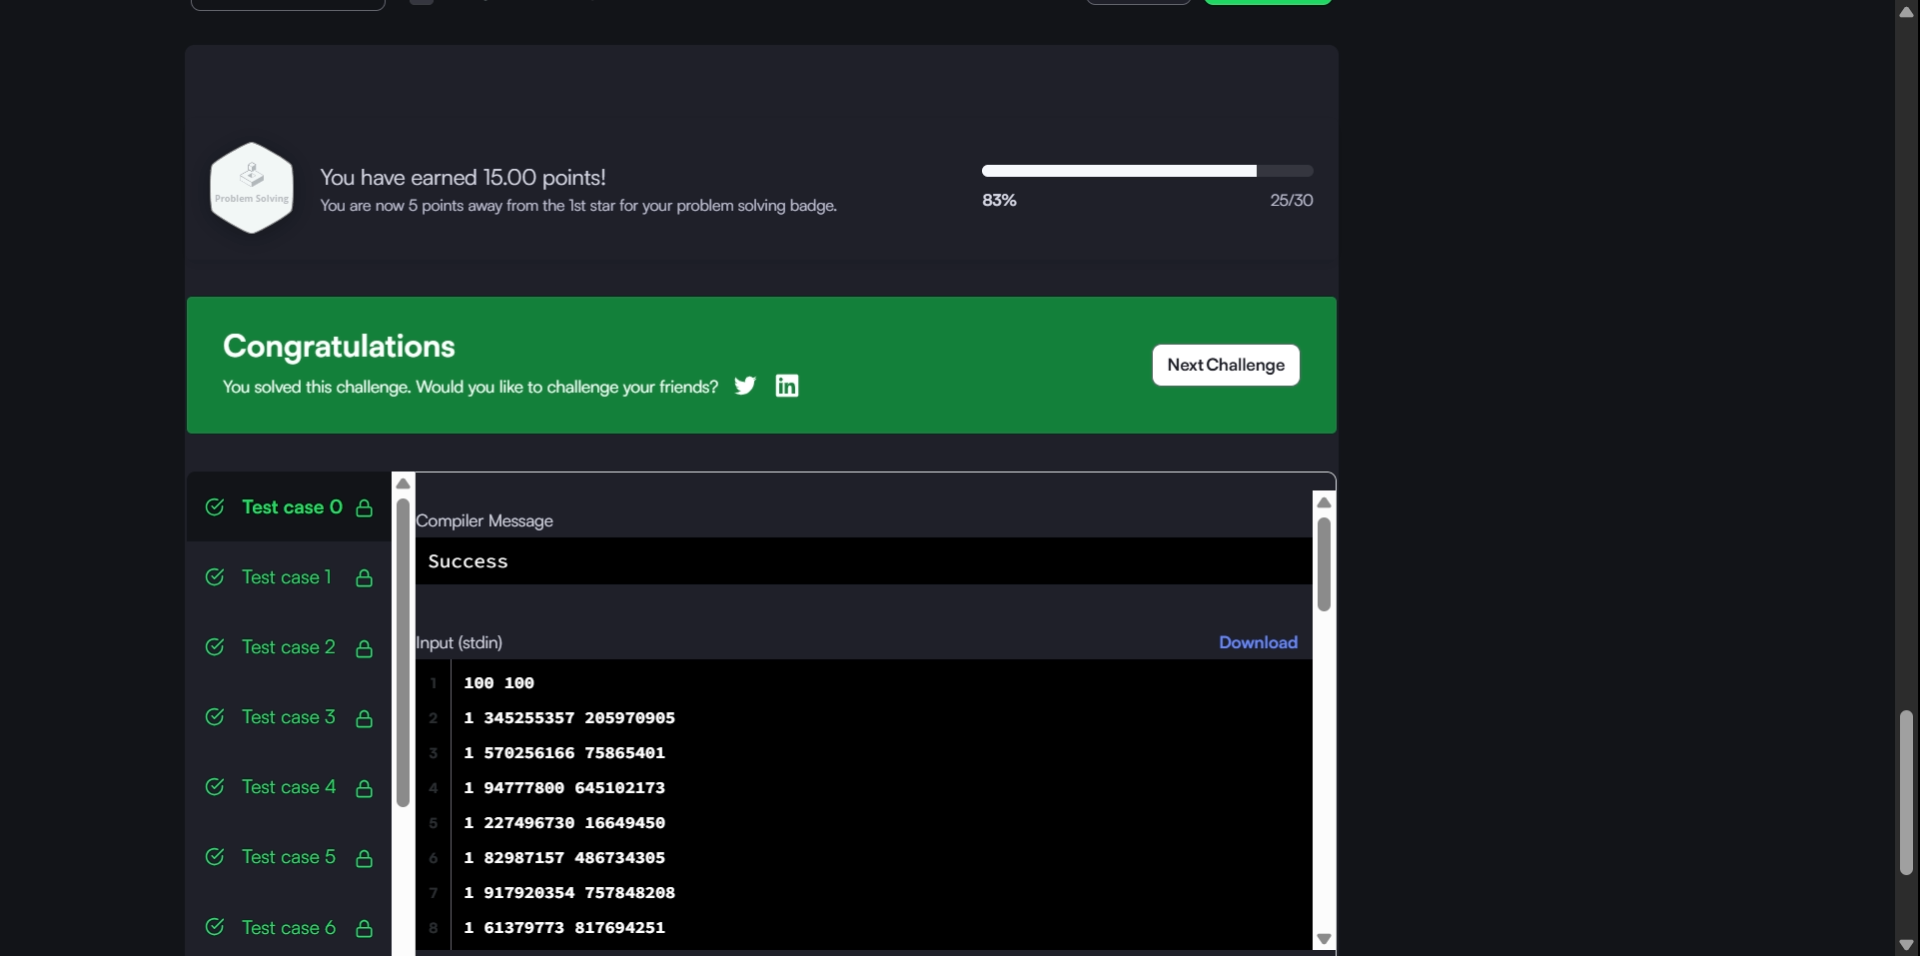 Problem Solving
You have earned 15.00 points!
You are now 5 points away from the 1st star for your problem solving badge.
83%
25/30
Congratulations
You solved this challenge. Would you like to challenge your friends?
Next Challenge
Test case 0
Test case 1
Test case 2
Test case 3
Test case 4
Test case 5
Test case 6
Compiler Message
Success
Input (stdin)
Download
1 100 100
2 1 345255357 205970905
3 1 570256166 75865401
4 1 94777800 645102173
5 1 227496730 16649450
6 1 82987157 486734305
7 1 917920354 757848208
8 1 61379773 817694251